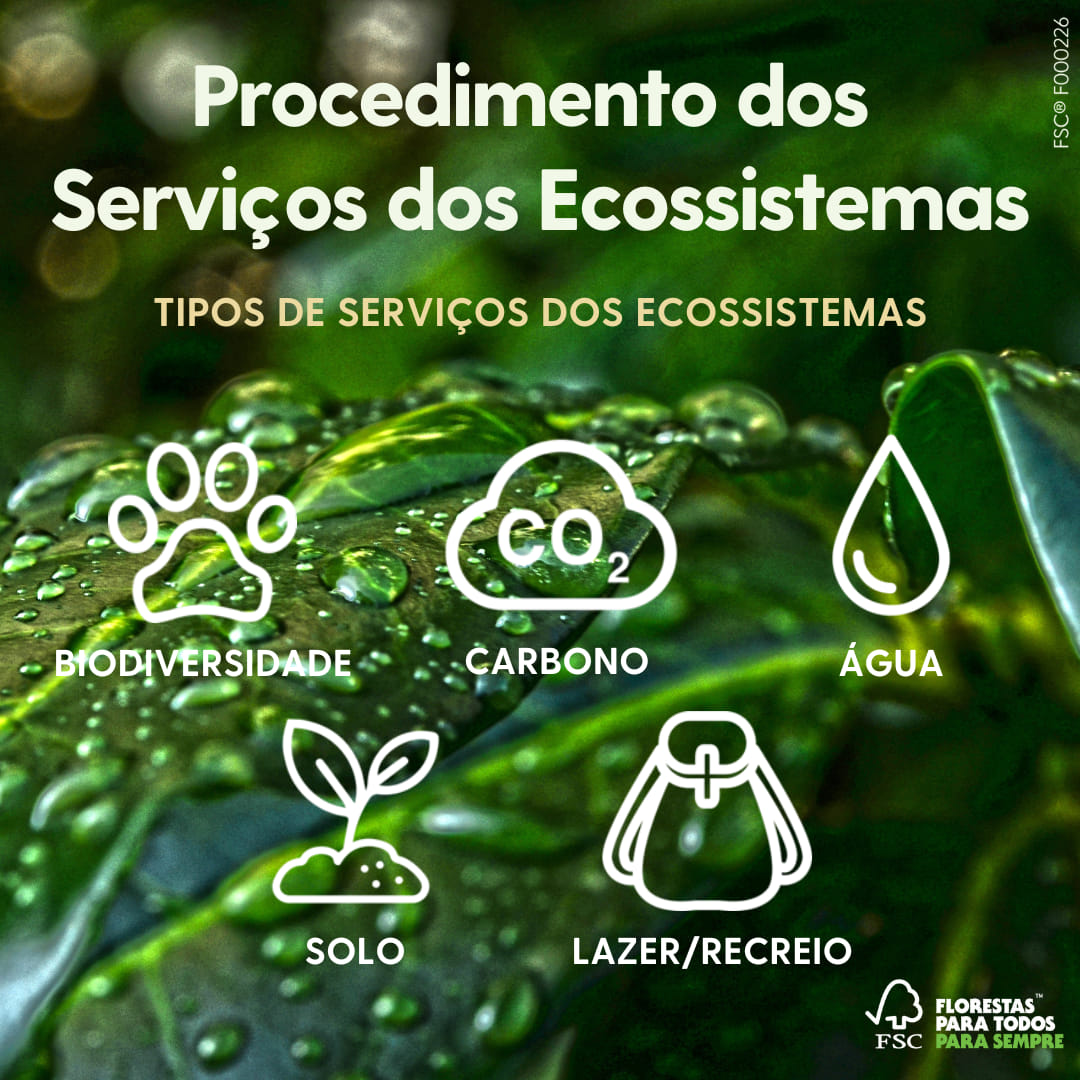 Procedimento dos
Serviços dos Ecossistemas
TIPOS DE SERVIÇOS DOS ECOSSISTEMAS
CO₂
BIODIVERSIDADE
CARBONO
ÁGUA
SOLO
LAZER/RECREIO
FSC® F000226
FSC
FLORESTAS™
PARA TODOS
PARA SEMPRE